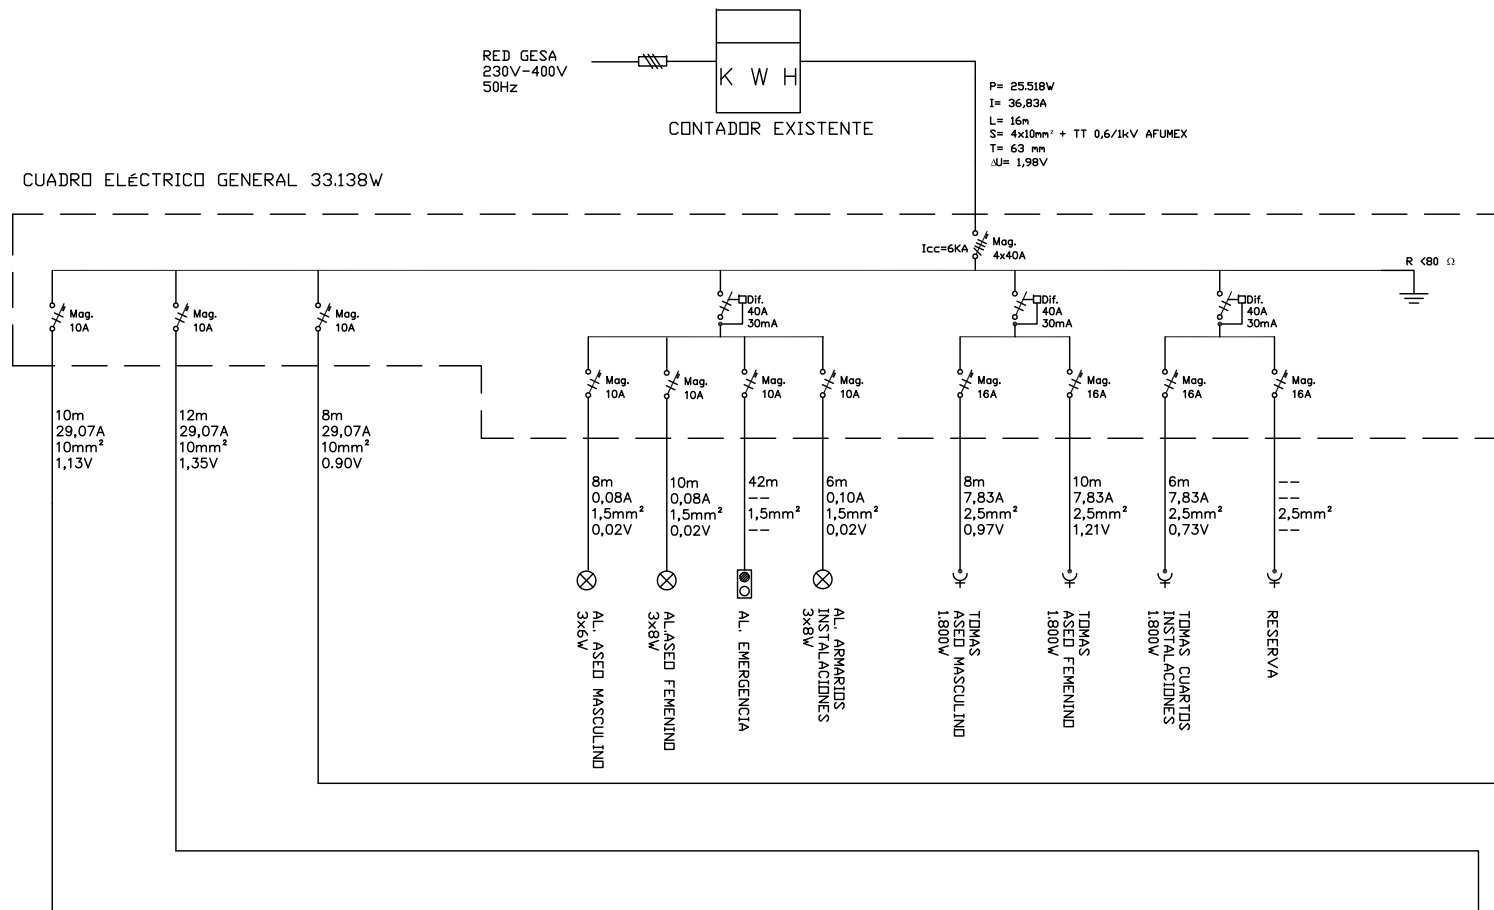 RED GESA
230V-400V
50Hz
K W H
CONTADOR EXISTENTE
P= 25.518W
I= 36,83A
L= 16m
S= 4x10mm² + TT 0,6/1kV AFUMEX
T= 63 mm
ΔU= 1,98V
CUADRO ELéCTRICO GENERAL 33.138W
Icc=6KA
Mag.
4x40A
R <80 Ω
Mag.
10A
Mag.
10A
Mag.
10A
Dif.
40A
30mA
Dif.
40A
30mA
Dif.
40A
30mA
Mag.
10A
Mag.
10A
Mag.
10A
Mag.
10A
Mag.
16A
Mag.
16A
Mag.
16A
Mag.
16A
10m
29,07A
10mm²
1,13V
12m
29,07A
10mm²
1,35V
8m
29,07A
10mm²
0.90V
8m
0,08A
1,5mm²
0,02V
10m
0,08A
1,5mm²
0,02V
42m
--
1,5mm²
--
6m
0,10A
1,5mm²
0,02V
8m
7,83A
2,5mm²
0,97V
10m
7,83A
2,5mm²
1,21V
6m
7,83A
2,5mm²
0,73V
--
--
2,5mm²
--
AL. ASEO MASCULINO
3x6W
AL.ASEO FEMENINO
3x8W
AL. EMERGENCIA
AL. ARMARIOS
INSTALACIONES
3x8W
TOMAS
ASEO MASCULINO
1.800W
TOMAS
ASEO FEMENINO
1.800W
TOMAS CUARTOS
INSTALACIONES
1.800W
RESERVA